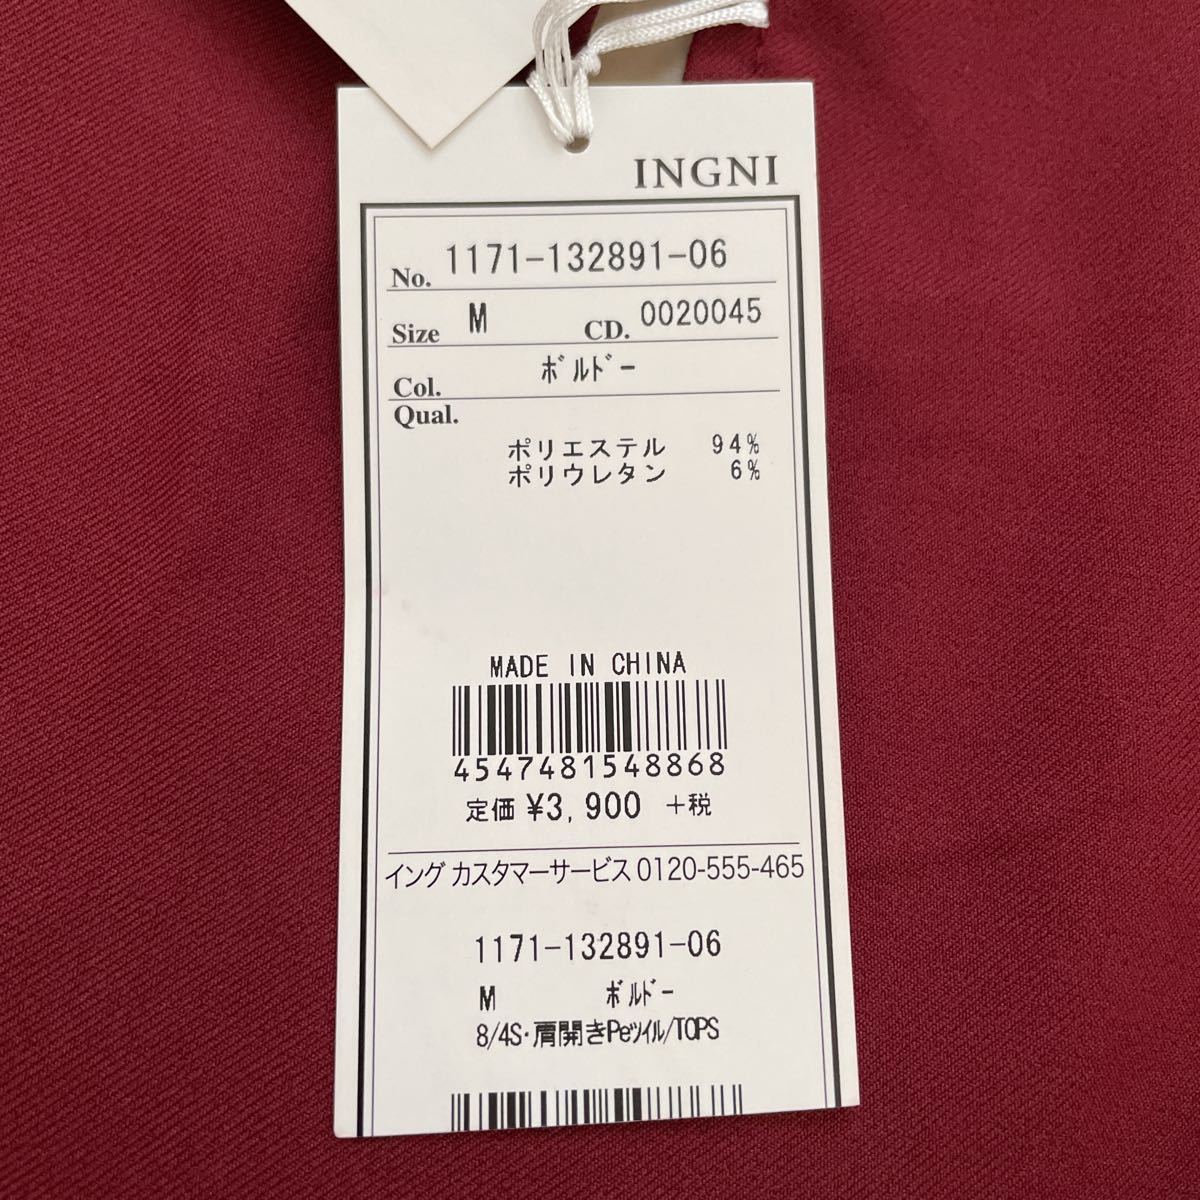 INGNI
No. 1171-132891-06
Size M CD. 0020045
Col. ﾎﾞﾙﾄﾞｰ
Qual.
ポリエステル 94%
ポリウレタン 6%
MADE IN CHINA
4547481548868
定価 ¥3,900 +税
イング カスタマーサービス 0120-555-465
1171-132891-06
M ﾎﾞﾙﾄﾞｰ
8/4S･肩開きPeﾂｲﾙ/TOPS